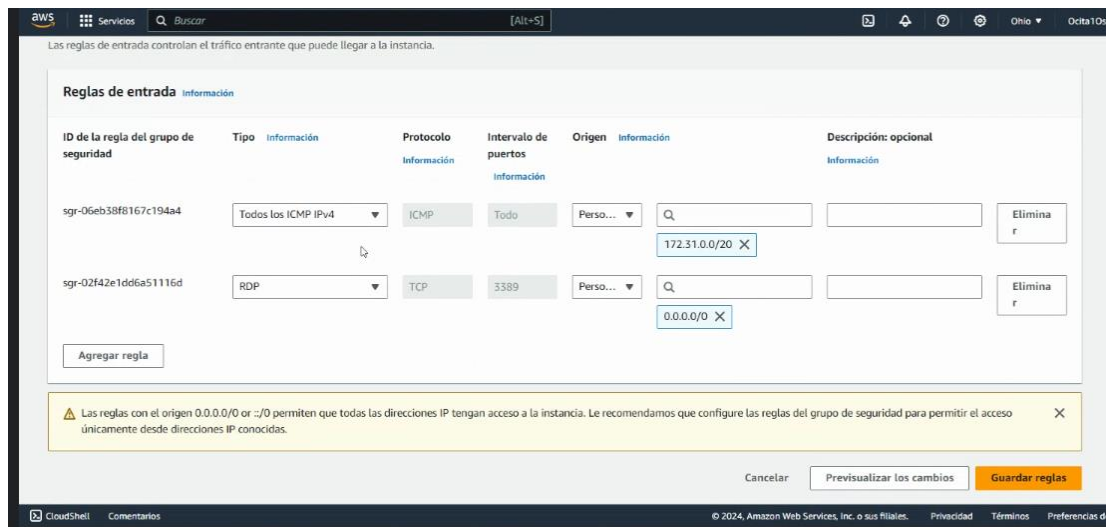 aws Servicios Buscar [Alt+S] Ohio Ocita1Os
Las reglas de entrada controlan el tráfico entrante que puede llegar a la instancia.
Reglas de entrada Información
ID de la regla del grupo de seguridad
Tipo Información
Protocolo
Información
Intervalo de puertos
Información
Origen Información
Descripción: opcional
Información
sgr-06eb38f8167c194a4 Todos los ICMP IPv4 ICMP Todo Perso... Elimina
r
172.31.0.0/20
sgr-02f42e1dd6a51116d RDP TCP 3389 Perso... Elimina
r
0.0.0.0/0
Agregar regla
Las reglas con el origen 0.0.0.0/0 or ::/0 permiten que todas las direcciones IP tengan acceso a la instancia. Le recomendamos que configure las reglas del grupo de seguridad para permitir el acceso
únicamente desde direcciones IP conocidas.
Cancelar Previsualizar los cambios Guardar reglas
CloudShell Comentarios © 2024, Amazon Web Services, Inc. o sus filiales. Privacidad Términos Preferencias d